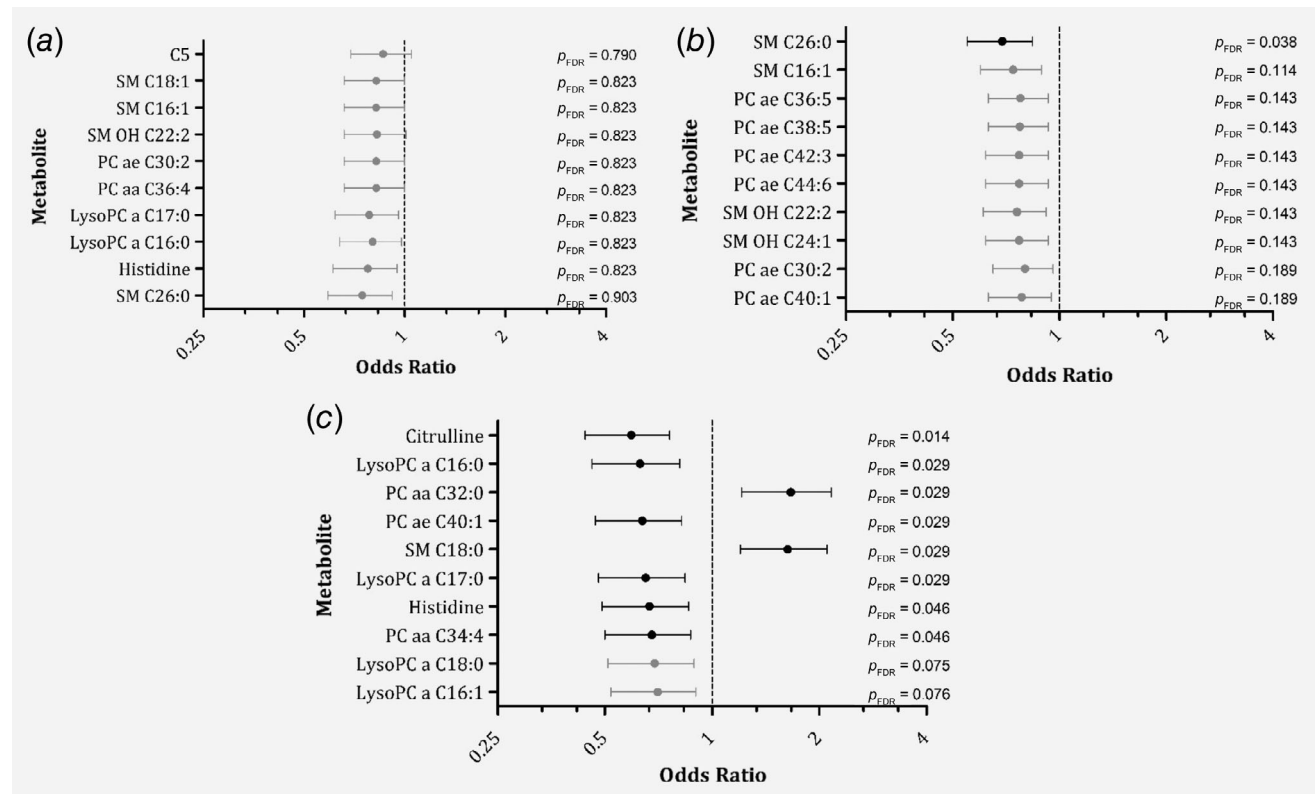 (a)
Metabolite
C5 pFDR = 0.790
SM C18:1 pFDR = 0.823
SM C16:1 pFDR = 0.823
SM OH C22:2 pFDR = 0.823
PC ae C30:2 pFDR = 0.823
PC aa C36:4 pFDR = 0.823
LysoPC a C17:0 pFDR = 0.823
LysoPC a C16:0 pFDR = 0.823
Histidine pFDR = 0.823
SM C26:0 pFDR = 0.903
0.25 0.5 1 2 4
Odds Ratio
(b)
Metabolite
SM C26:0 pFDR = 0.038
SM C16:1 pFDR = 0.114
PC ae C36:5 pFDR = 0.143
PC ae C38:5 pFDR = 0.143
PC ae C42:3 pFDR = 0.143
PC ae C44:6 pFDR = 0.143
SM OH C22:2 pFDR = 0.143
SM OH C24:1 pFDR = 0.143
PC ae C30:2 pFDR = 0.189
PC ae C40:1 pFDR = 0.189
0.25 0.5 1 2 4
Odds Ratio
(c)
Metabolite
Citrulline pFDR = 0.014
LysoPC a C16:0 pFDR = 0.029
PC aa C32:0 pFDR = 0.029
PC ae C40:1 pFDR = 0.029
SM C18:0 pFDR = 0.029
LysoPC a C17:0 pFDR = 0.029
Histidine pFDR = 0.046
PC aa C34:4 pFDR = 0.046
LysoPC a C18:0 pFDR = 0.075
LysoPC a C16:1 pFDR = 0.076
0.25 0.5 1 2 4
Odds Ratio